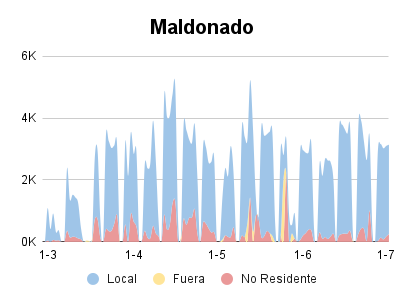 Maldonado
6K
4K
2K
0K
1-3 1-4 1-5 1-6 1-7
Local Fuera No Residente